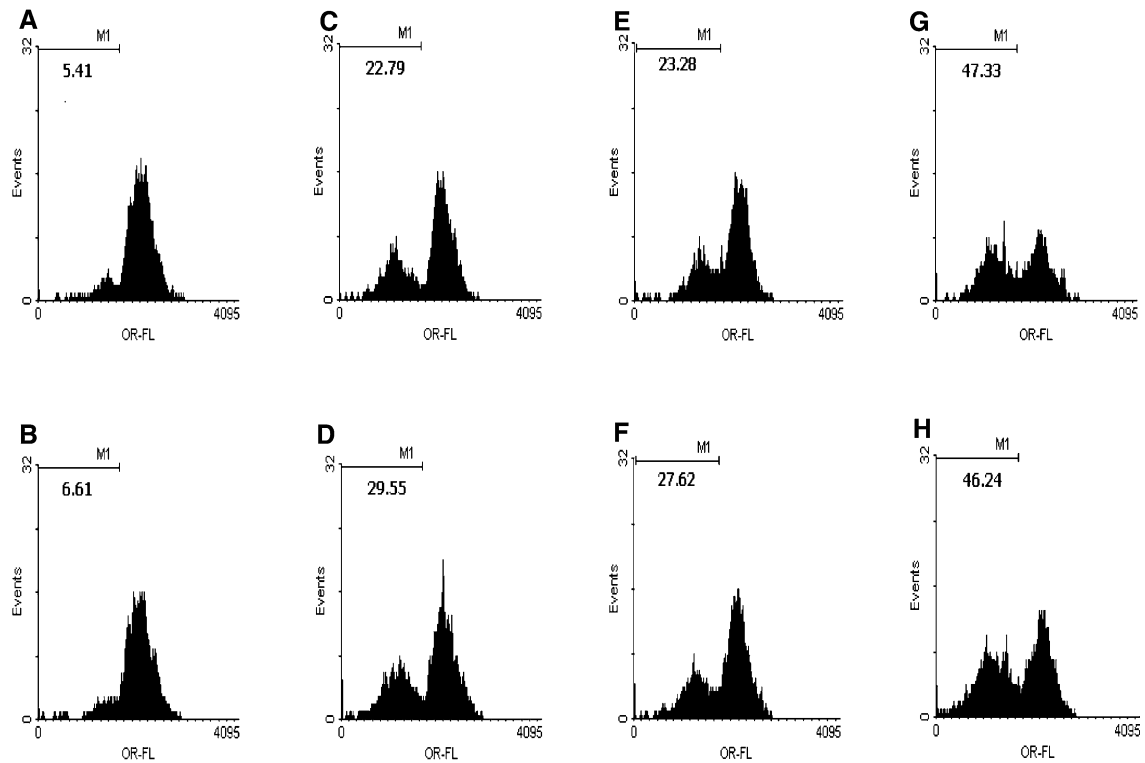 A
M1
32
5.41
Events
0
0
4095
OR-FL
C
M1
32
22.79
Events
0
0
4095
OR-FL
E
M1
32
23.28
Events
0
0
4095
OR-FL
G
M1
32
47.33
Events
0
0
4095
OR-FL
B
M1
32
6.61
Events
0
0
4095
OR-FL
D
M1
32
29.55
Events
0
0
4095
OR-FL
F
M1
32
27.62
Events
0
0
4095
OR-FL
H
M1
32
46.24
Events
0
0
4095
OR-FL